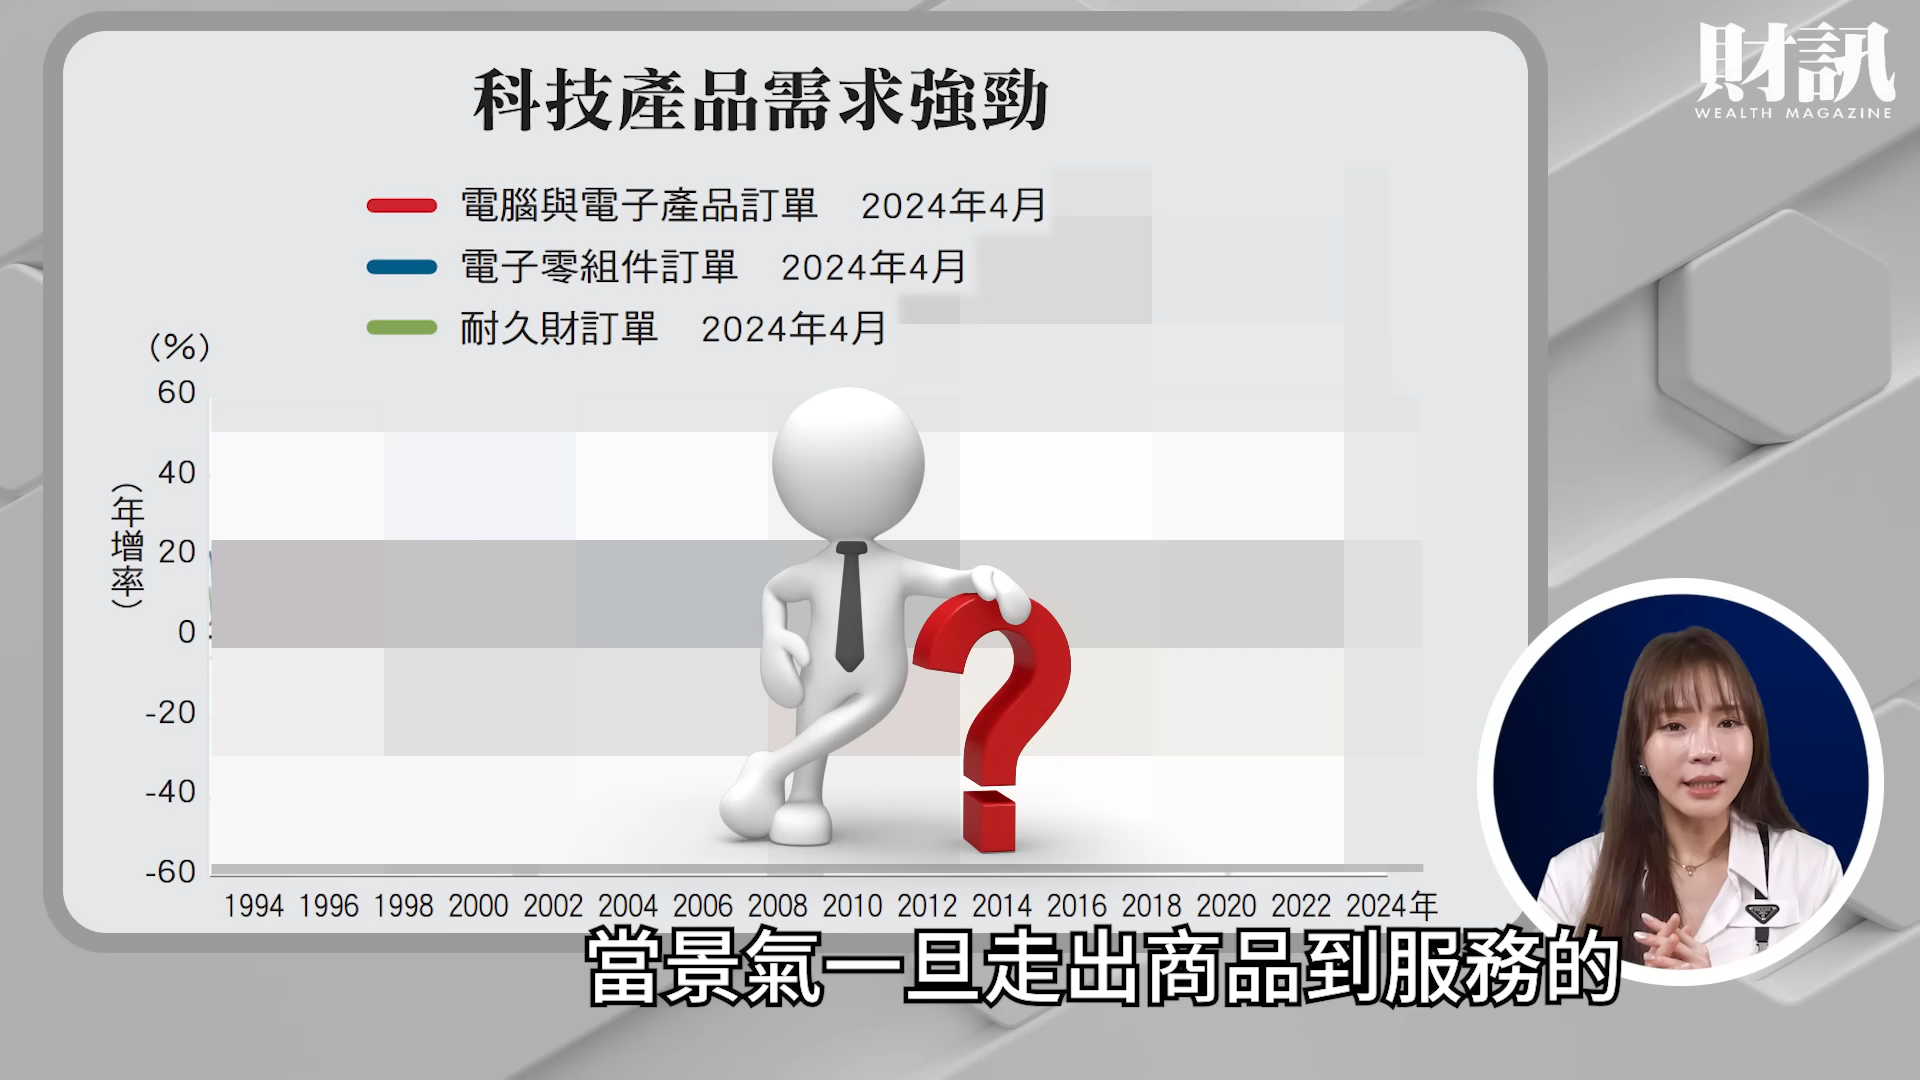 財訊
WEALTH MAGAZINE
科技產品需求強勁
電腦與電子產品訂單 2024年4月
電子零組件訂單 2024年4月
耐久財訂單 2024年4月
(%)
60
40
20
0
-20
-40
-60
(年增率)
1994 1996 1998 2000 2002 2004 2006 2008 2010 2012 2014 2016 2018 2020 2022 2024年
當景氣一旦走出商品到服務的